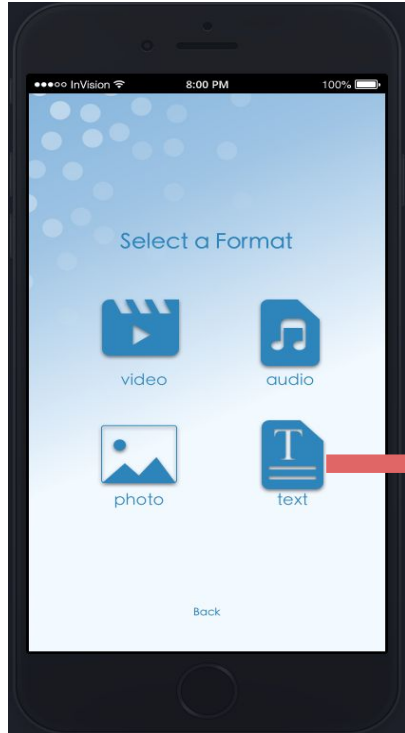 ●●●○○ InVision 8:00 PM 100%
Select a Format
video audio
T
photo text
Back